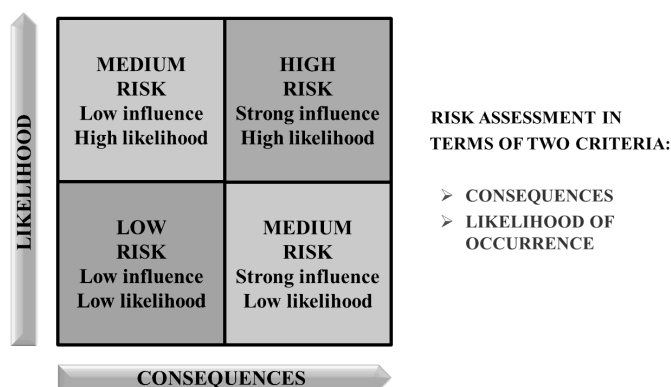 LIKELIHOOD
MEDIUM
RISK
Low influence
High likelihood
HIGH
RISK
Strong influence
High likelihood
LOW
RISK
Low influence
Low likelihood
MEDIUM
RISK
Strong influence
Low likelihood
CONSEQUENCES
RISK ASSESSMENT IN
TERMS OF TWO CRITERIA:
➢ CONSEQUENCES
➢ LIKELIHOOD OF
OCCURRENCE